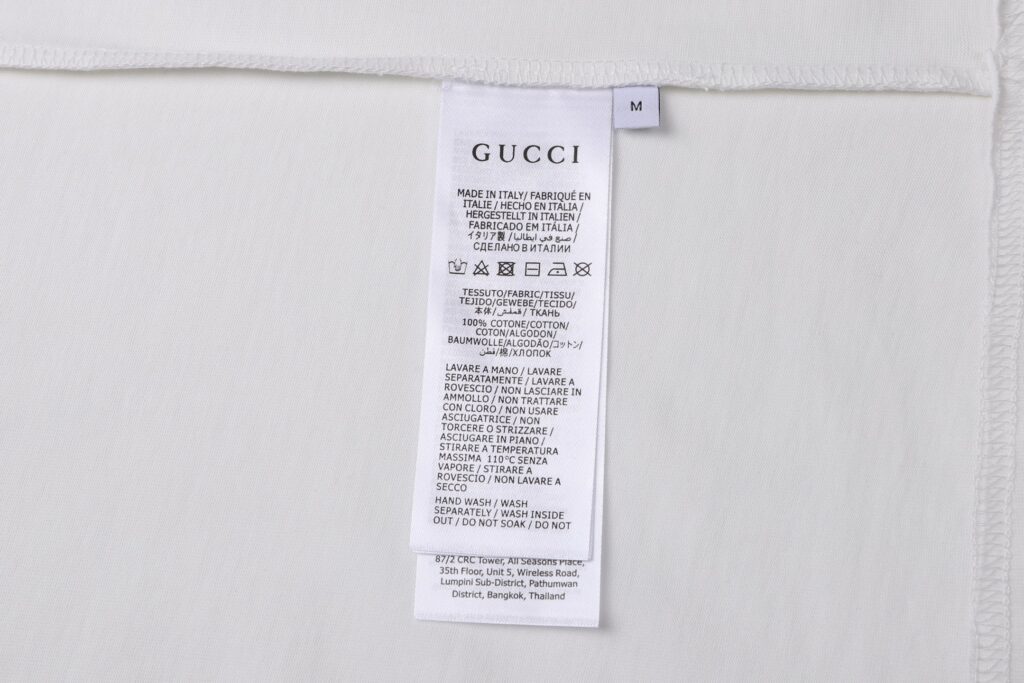 M
GUCCI
MADE IN ITALY/ FABRIQUÉ EN
ITALIE / HECHO EN ITALIA /
HERGESTELLT IN ITALIEN /
FABRICADO EM ITÁLIA /
イタリア製 /صنع في ايطاليا/
СДЕЛАНО В ИТАЛИИ
TESSUTO/FABRIC/TISSU/
TEJIDO/GEWEBE/TECIDO/
本体/قمفش/ ТКАНЬ
100% COTONE/COTTON/
COTON/ALGODON/
BAUMWOLLE/ALGODÃO/コットン/
قطن/棉/ХЛОПОК
LAVARE A MANO / LAVARE
SEPARATAMENTE / LAVARE A
ROVESCIO / NON LASCIARE IN
AMMOLLO / NON TRATTARE
CON CLORO / NON USARE
ASCIUGATRICE / NON
TORCERE O STRIZZARE /
ASCIUGARE IN PIANO /
STIRARE A TEMPERATURA
MASSIMA 110°C SENZA
VAPORE / STIRARE A
ROVESCIO / NON LAVARE A
SECCO
HAND WASH / WASH
SEPARATELY / WASH INSIDE
OUT / DO NOT SOAK / DO NOT
87/2 CRC Tower, All Seasons Place,
35th Floor, Unit 5, Wireless Road,
Lumpini Sub-District, Pathumwan
District, Bangkok, Thailand